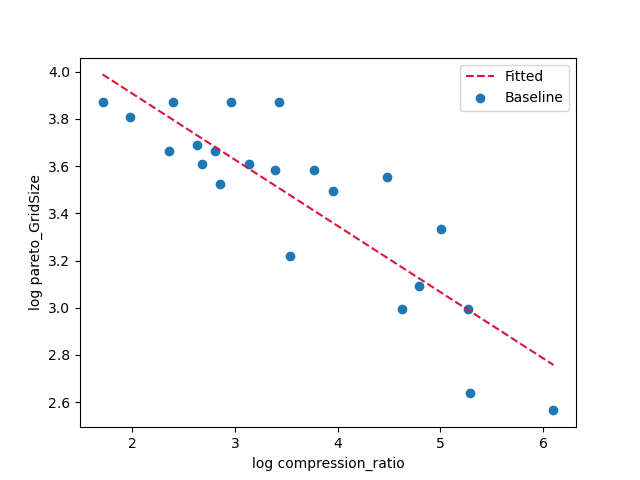 Fitted
Baseline
4.0
3.8
3.6
3.4
3.2
3.0
2.8
2.6
log pareto_GridSize
2 3 4 5 6
log compression_ratio